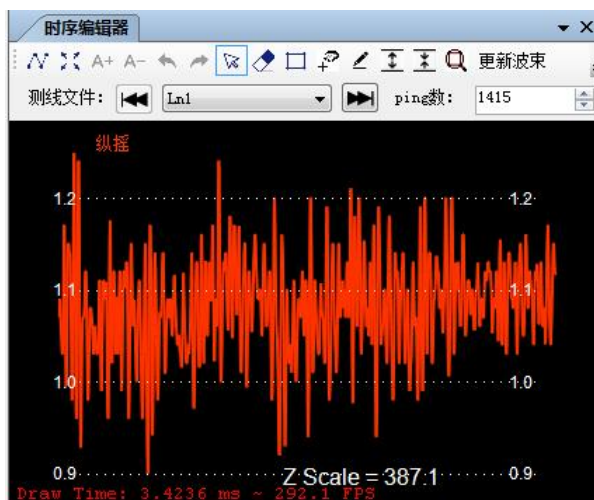 时序编辑器
A+ A- 更新波束
测线文件: Ln1 ping数: 1415
纵摇
1.2 1.2
1.1 1.1
1.0 1.0
0.9 Z Scale = 387.1 0.9
Draw Time: 3.4236 ms ~ 292.1 FPS